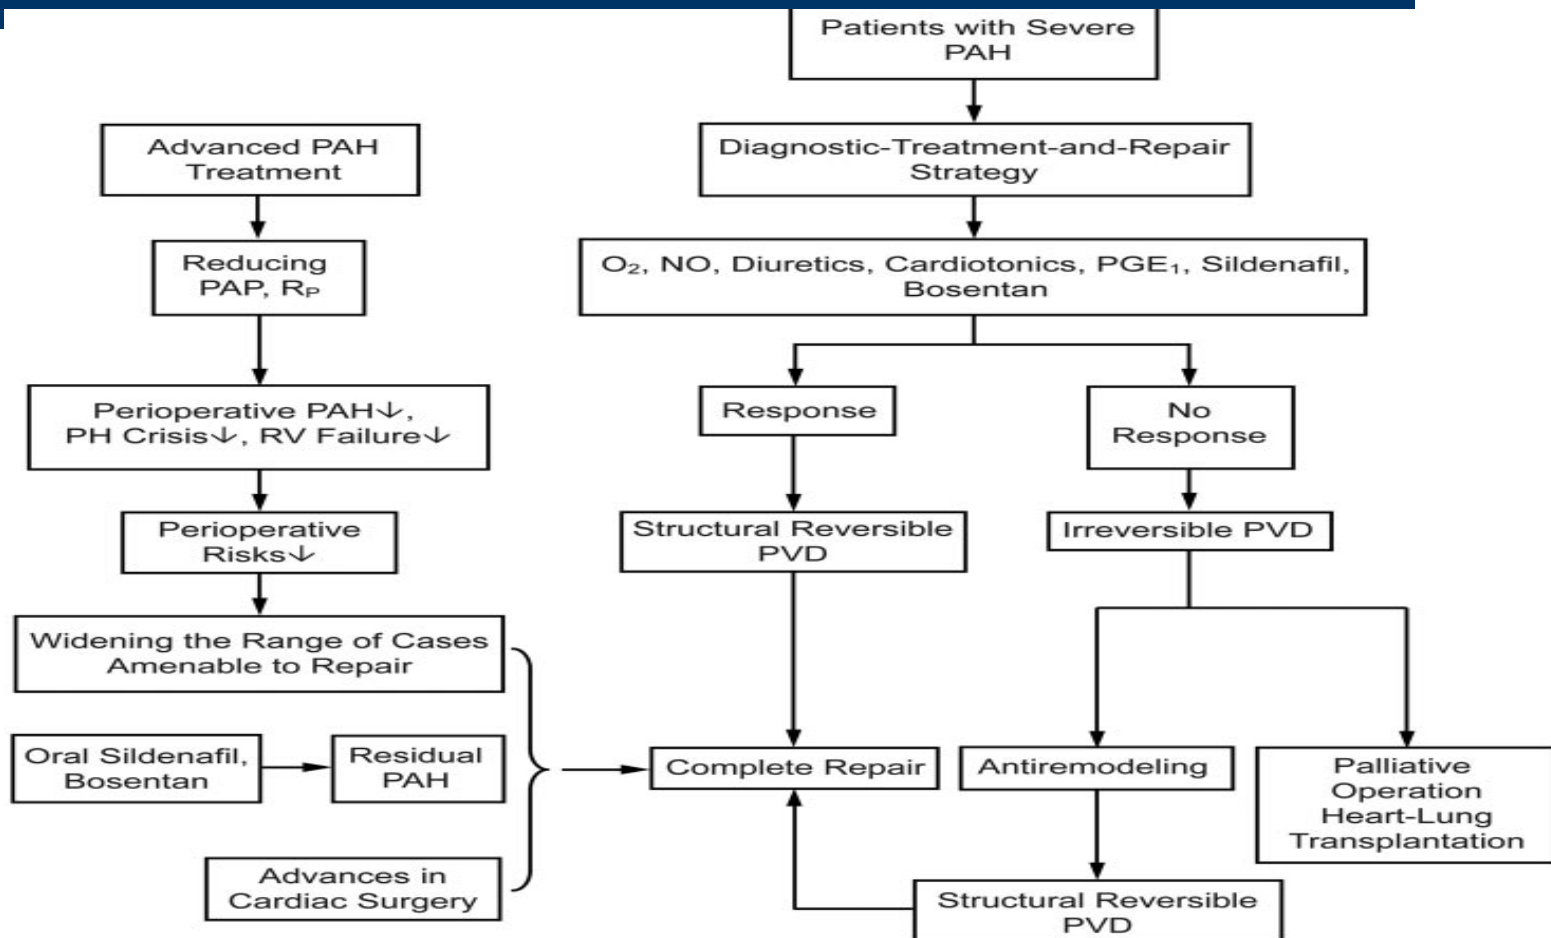 Patients with Severe
PAH
Advanced PAH
Treatment
Diagnostic-Treatment-and-Repair
Strategy
Reducing
PAP, Rₚ
O₂, NO, Diuretics, Cardiotonics, PGE₁, Sildenafil,
Bosentan
Perioperative PAH↓,
PH Crisis↓, RV Failure↓
Response
No
Response
Perioperative
Risks↓
Structural Reversible
PVD
Irreversible PVD
Widening the Range of Cases
Amenable to Repair
Oral Sildenafil,
Bosentan
Residual
PAH
Complete Repair
Antiremodeling
Palliative
Operation
Heart-Lung
Transplantation
Advances in
Cardiac Surgery
Structural Reversible
PVD